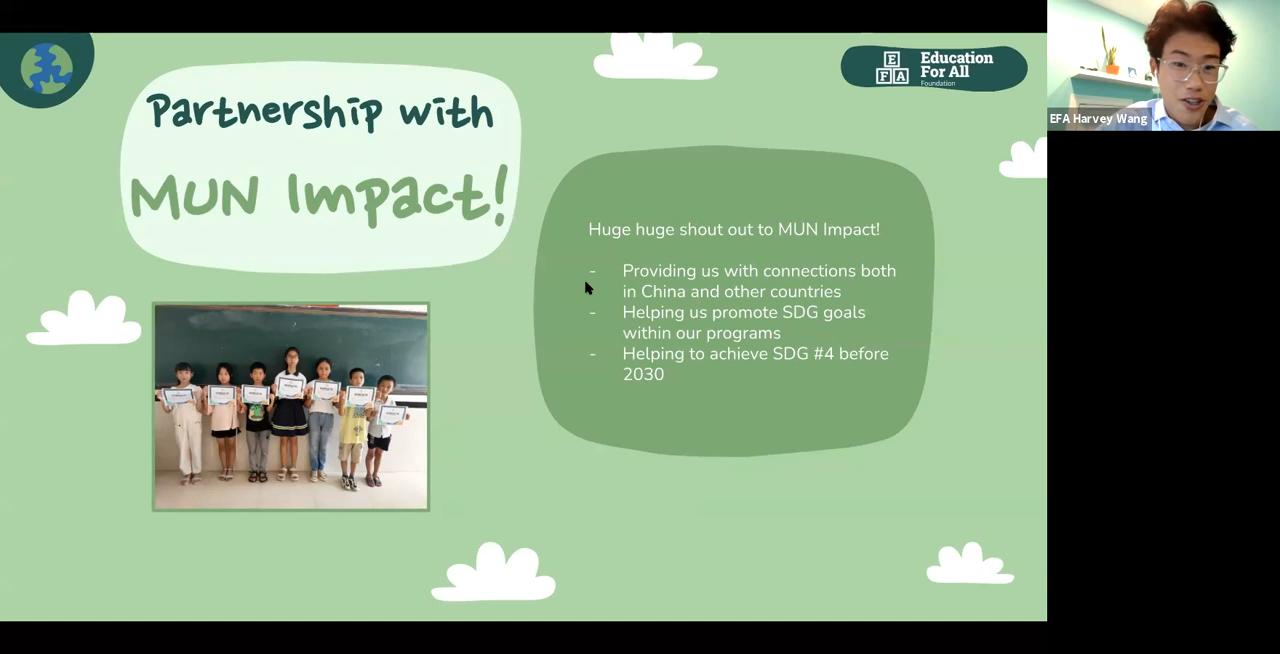 Partnership with
MUN Impact!
E
F A
Education
For All
Foundation
EFA Harvey Wang
Huge huge shout out to MUN Impact!
- Providing us with connections both
in China and other countries
- Helping us promote SDG goals
within our programs
- Helping to achieve SDG #4 before
2030